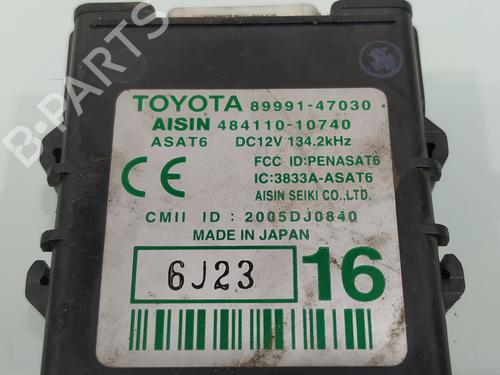 TOYOTA 89991-47030
AISIN 484110-10740
ASAT6 DC12V 134.2kHz
FCC ID:PENASAT6
IC:3833A-ASAT6
AISIN SEIKI CO.,LTD.
CE
CMII ID : 2005DJ0840
MADE IN JAPAN
6J23
16
B-PARTS